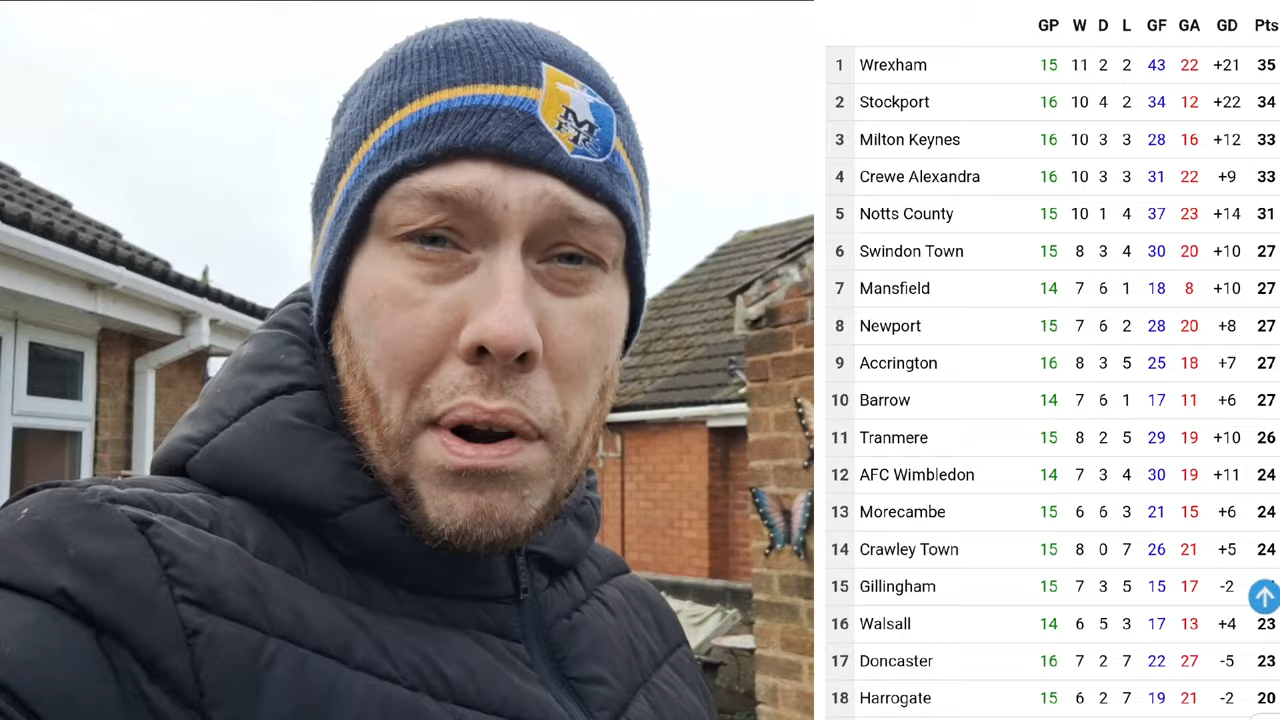 GP W D L GF GA GD Pts
1 Wrexham 15 11 2 2 43 22 +21 35
2 Stockport 16 10 4 2 34 12 +22 34
3 Milton Keynes 16 10 3 3 28 16 +12 33
4 Crewe Alexandra 16 10 3 3 31 22 +9 33
5 Notts County 15 10 1 4 37 23 +14 31
6 Swindon Town 15 8 3 4 30 20 +10 27
7 Mansfield 14 7 6 1 18 8 +10 27
8 Newport 15 7 6 2 28 20 +8 27
9 Accrington 16 8 3 5 25 18 +7 27
10 Barrow 14 7 6 1 17 11 +6 27
11 Tranmere 15 8 2 5 29 19 +10 26
12 AFC Wimbledon 14 7 3 4 30 19 +11 24
13 Morecambe 15 6 6 3 21 15 +6 24
14 Crawley Town 15 8 0 7 26 21 +5 24
15 Gillingham 15 7 3 5 15 17 -2
16 Walsall 14 6 5 3 17 13 +4 23
17 Doncaster 16 7 2 7 22 27 -5 23
18 Harrogate 15 6 2 7 19 21 -2 20